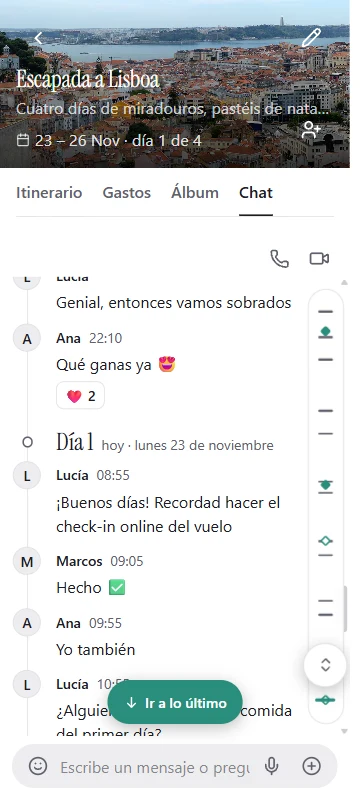 Escapada a Lisboa
Cuatro días de miradouros, pastéis de nata...
23 – 26 Nov · día 1 de 4
Itinerario Gastos Álbum Chat
L Lucía
Genial, entonces vamos sobrados
A Ana 22:10
Qué ganas ya 😍
❤️ 2
Día 1 hoy · lunes 23 de noviembre
L Lucía 08:55
¡Buenos días! Recordad hacer el
check-in online del vuelo
M Marcos 09:05
Hecho ✅
A Ana 09:55
Yo también
L Lucía
¿Alguien comida
↓ Ir a lo último
del primer día?
Escribe un mensaje o